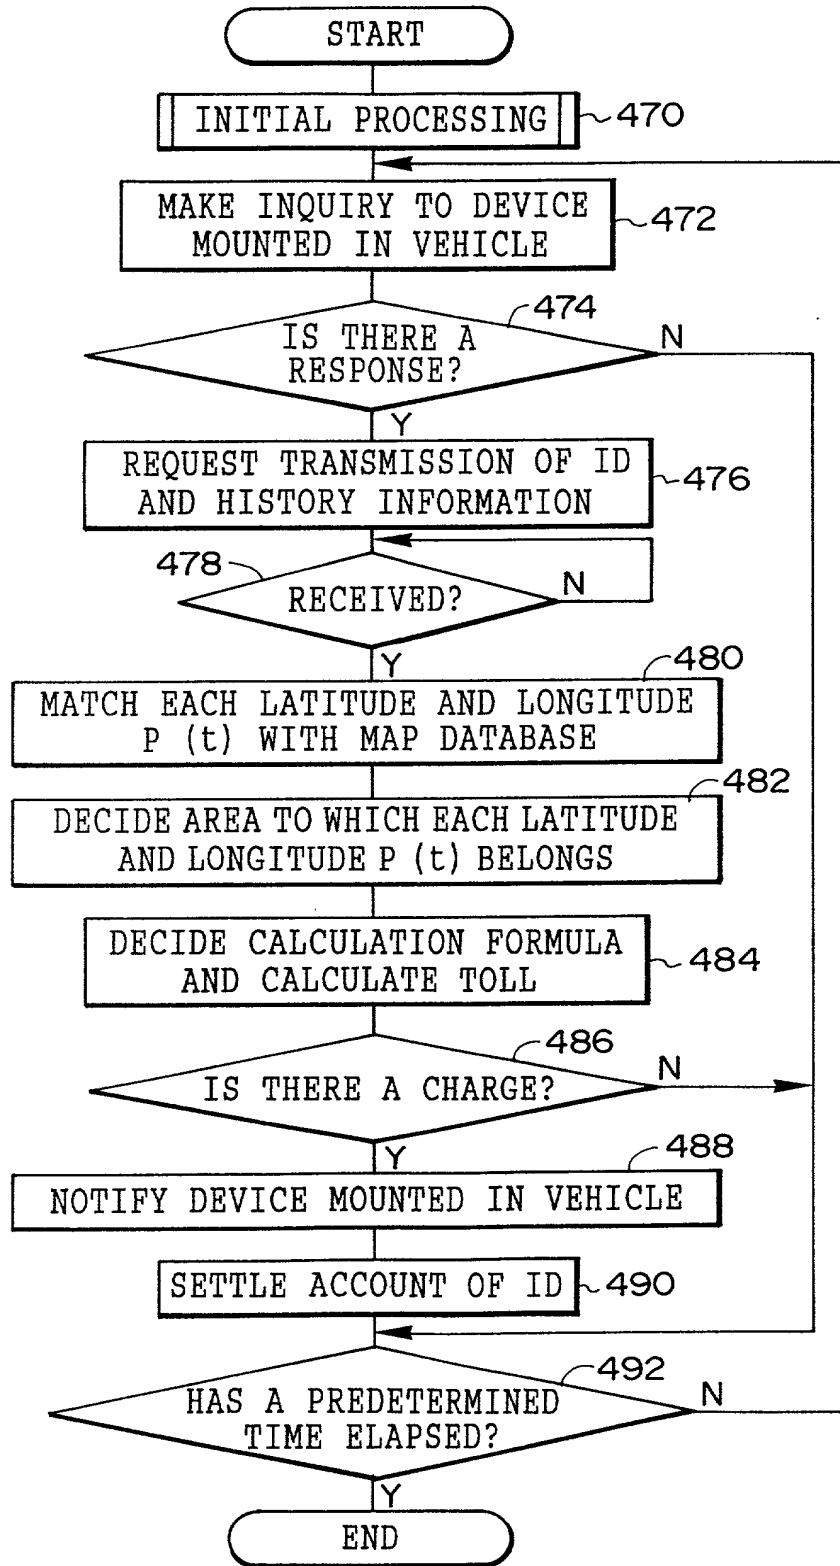 START
INITIAL PROCESSING
470
MAKE INQUIRY TO DEVICE
MOUNTED IN VEHICLE
472
474
IS THERE A
RESPONSE?
N
Y
REQUEST TRANSMISSION OF ID
AND HISTORY INFORMATION
476
478
RECEIVED?
N
Y
480
MATCH EACH LATITUDE AND LONGITUDE
P (t) WITH MAP DATABASE
482
DECIDE AREA TO WHICH EACH LATITUDE
AND LONGITUDE P (t) BELONGS
DECIDE CALCULATION FORMULA
AND CALCULATE TOLL
484
486
IS THERE A CHARGE?
N
Y
488
NOTIFY DEVICE MOUNTED IN VEHICLE
SETTLE ACCOUNT OF ID
490
492
HAS A PREDETERMINED
TIME ELAPSED?
N
Y
END